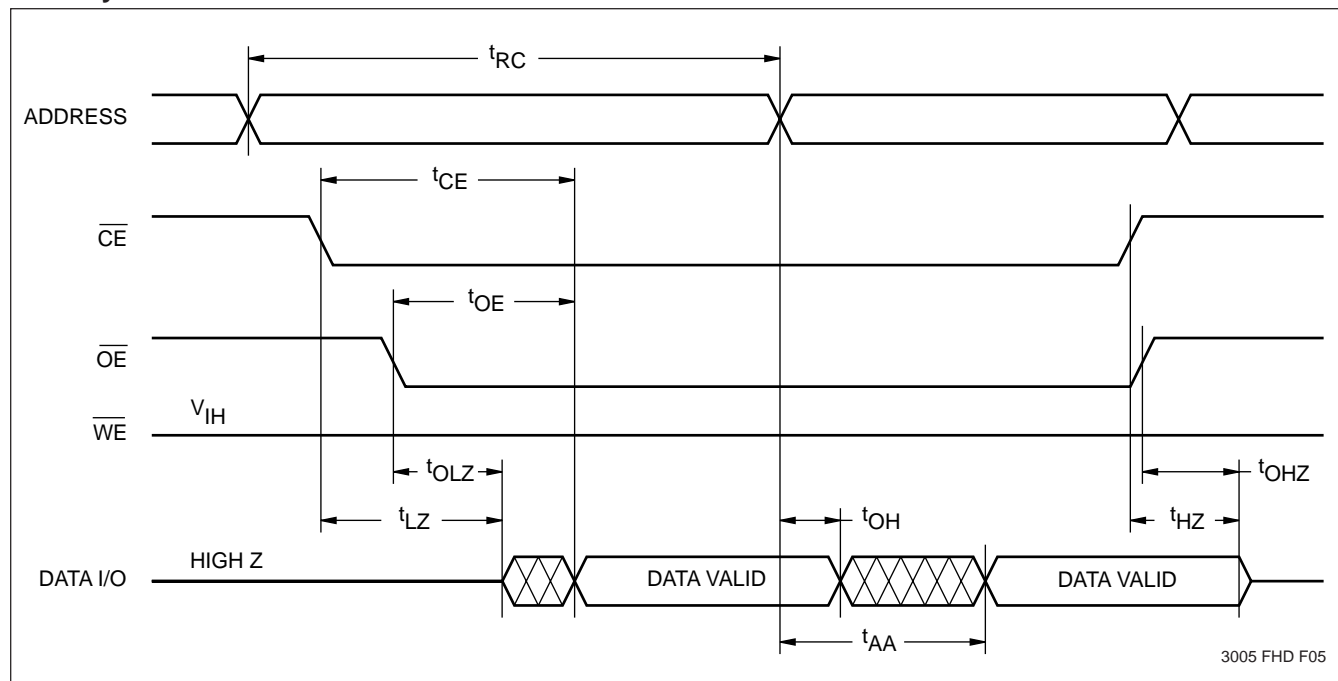 tRC
ADDRESS
tCE
CE
tOE
OE
VIH
WE
tOLZ
tOHZ
tLZ
tOH
tHZ
HIGH Z
DATA I/O
DATA VALID
DATA VALID
tAA
3005 FHD F05